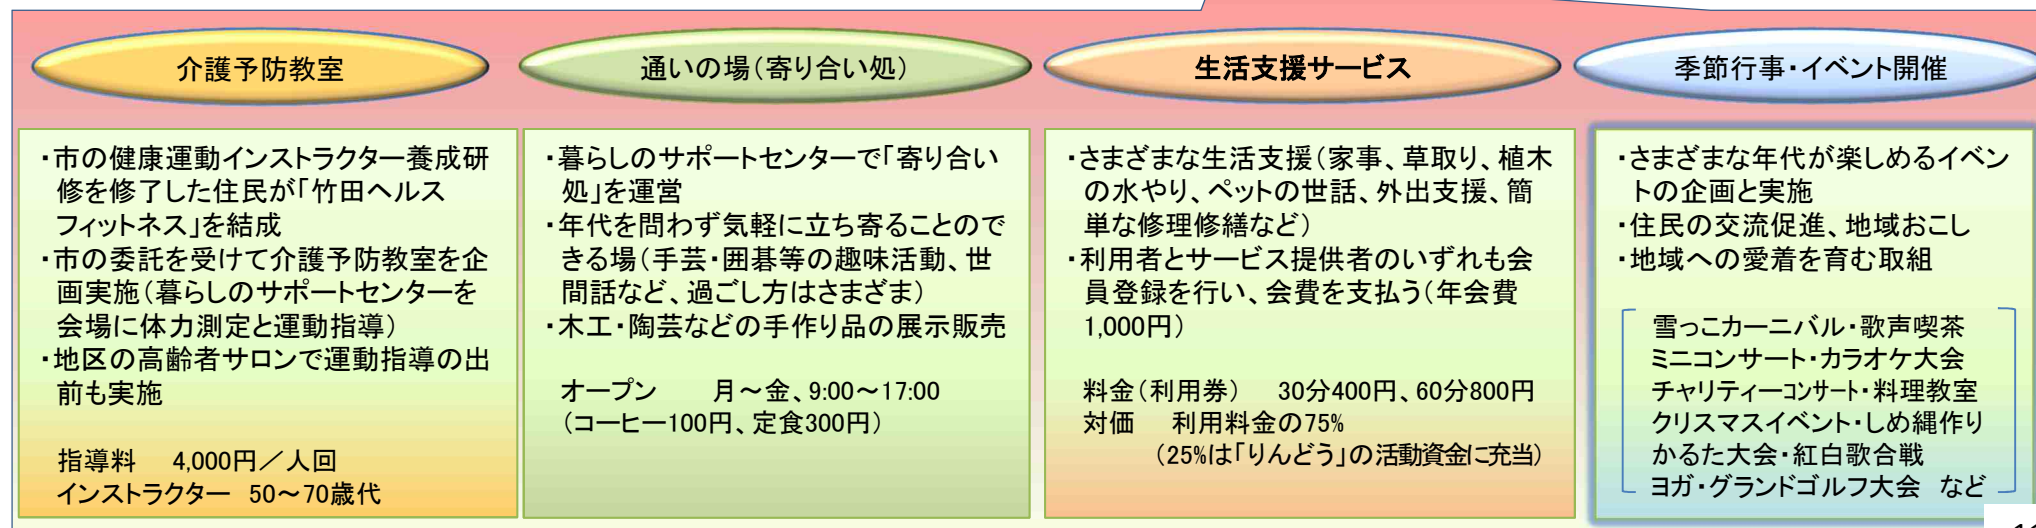 介護予防教室
・市の健康運動インストラクター養成研
修を修了した住民が「竹田ヘルス
フィットネス」を結成
・市の委託を受けて介護予防教室を企
画実施（暮らしのサポートセンターを
会場に体力測定と運動指導）
・地区の高齢者サロンで運動指導の出
前も実施
指導料　4,000円／人回
インストラクター　50～70歳代
通いの場（寄り合い処）
・暮らしのサポートセンターで「寄り合い
処」を運営
・年代を問わず気軽に立ち寄ることので
きる場（手芸・囲碁等の趣味活動、世
間話など、過ごし方はさまざま）
・木工・陶芸などの手作り品の展示販売
オープン　　月～金、9:00～17:00
（コーヒー100円、定食300円）
生活支援サービス
・さまざまな生活支援（家事、草取り、植木
の水やり、ペットの世話、外出支援、簡
単な修理修繕など）
・利用者とサービス提供者のいずれも会
員登録を行い、会費を支払う（年会費
1,000円）
料金（利用券）　30分400円、60分800円
対価　利用料金の75%
（25%は「りんどう」の活動資金に充当）
季節行事・イベント開催
・さまざまな年代が楽しめるイベン
トの企画と実施
・住民の交流促進、地域おこし
・地域への愛着を育む取組
雪っこカーニバル・歌声喫茶
ミニコンサート・カラオケ大会
チャリティーコンサート・料理教室
クリスマスイベント・しめ縄作り
かるた大会・紅白歌合戦
ヨガ・グランドゴルフ大会　など